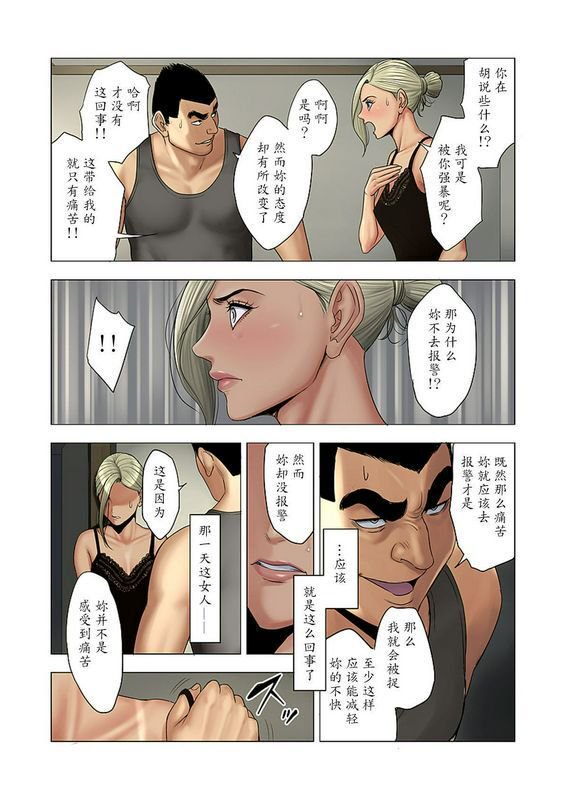 你在
胡说些什么!?
我可是
被你强暴呢？
啊啊
是吗？
然而妳的态度
却有所改变了
哈啊
才没有
这回事!!
这带给我的
就只有痛苦!!
那为什么
妳不去报警!?
!!
既然那么痛苦
妳就应该去
报警才是
那么
我就会被捉
至少这样
应该能减轻
妳的不快
…应该
就是这么回事了
然而
妳却没报警
那一天这女人——
这是因为
妳并不是
感受到痛苦
ズッ